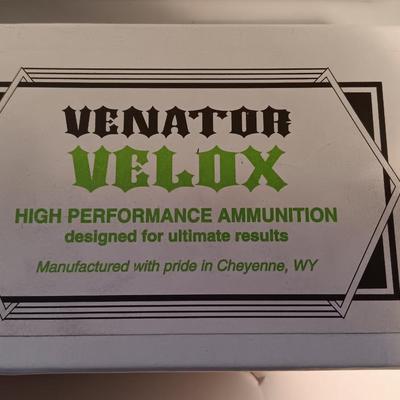 VENATOR
VELOX
HIGH PERFORMANCE AMMUNITION
designed for ultimate results
Manufactured with pride in Cheyenne, WY